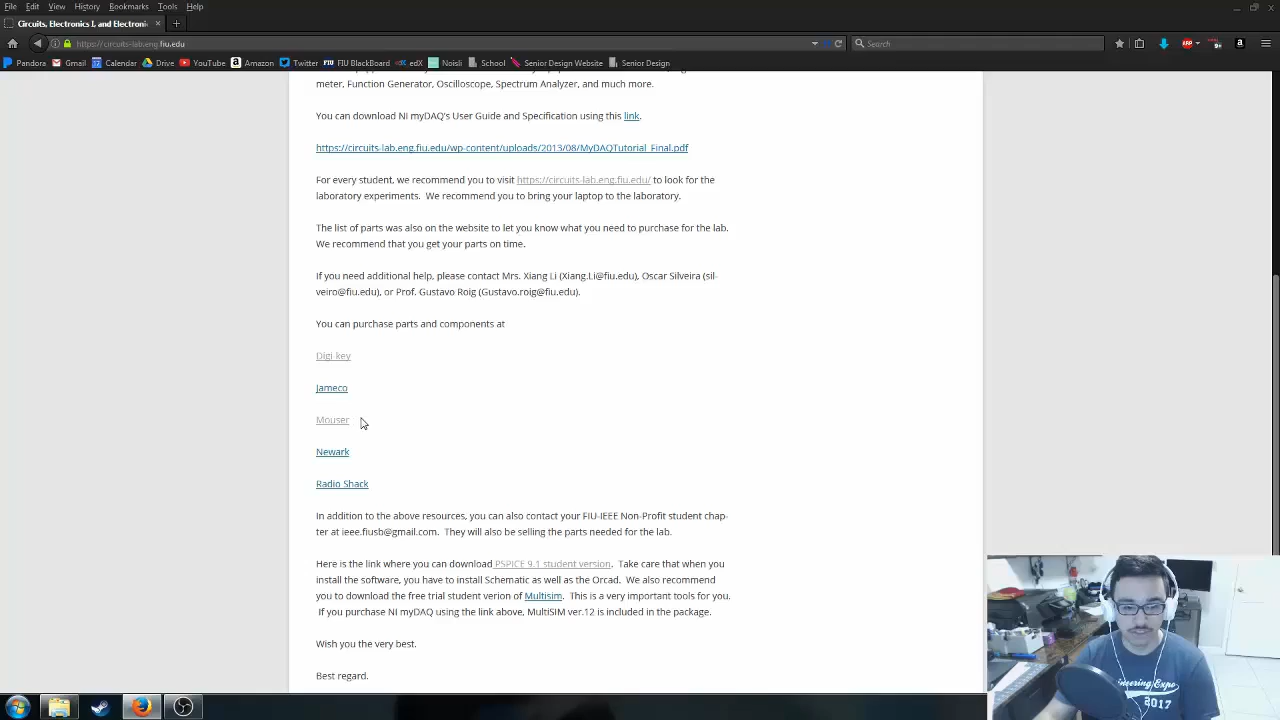 File Edit View History Bookmarks Tools Help
Circuits, Electronics I, and Electroni
https://circuits-lab.eng.fiu.edu
Search
Pandora Gmail Calendar Drive YouTube Amazon Twitter FIU BlackBoard edX Noisli School Senior Design Website Senior Design
meter, Function Generator, Oscilloscope, Spectrum Analyzer, and much more.
You can download NI myDAQ's User Guide and Specification using this link.
https://circuits-lab.eng.fiu.edu/wp-content/uploads/2013/08/MyDAQTutorial_Final.pdf
For every student, we recommend you to visit https://circuits-lab.eng.fiu.edu/ to look for the
laboratory experiments. We recommend you to bring your laptop to the laboratory.
The list of parts was also on the website to let you know what you need to purchase for the lab.
We recommend that you get your parts on time.
If you need additional help, please contact Mrs. Xiang Li (Xiang.Li@fiu.edu), Oscar Silveira (sil-
veiro@fiu.edu), or Prof. Gustavo Roig (Gustavo.roig@fiu.edu).
You can purchase parts and components at
Digi-key
Jameco
Mouser
Newark
Radio Shack
In addition to the above resources, you can also contact your FIU-IEEE Non-Profit student chap-
ter at ieee.fiusb@gmail.com. They will also be selling the parts needed for the lab.
Here is the link where you can download PSPICE 9.1 student version. Take care that when you
install the software, you have to install Schematic as well as the Orcad. We also recommend
you to download the free trial student verion of Multisim. This is a very important tools for you.
If you purchase NI myDAQ using the link above, MultiSIM ver.12 is included in the package.
Wish you the very best.
Best regard.
2017